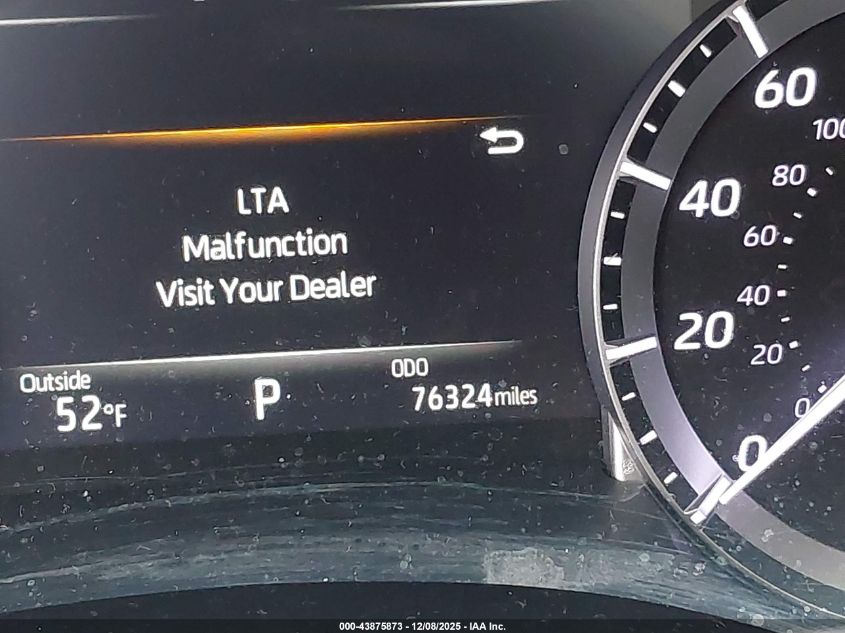 LTA
Malfunction
Visit Your Dealer
Outside
52°F
P
ODO
76324 miles
60
40
20
0
100
80
60
40
20
0
000-43875873 - 12/08/2025 - IAA Inc.